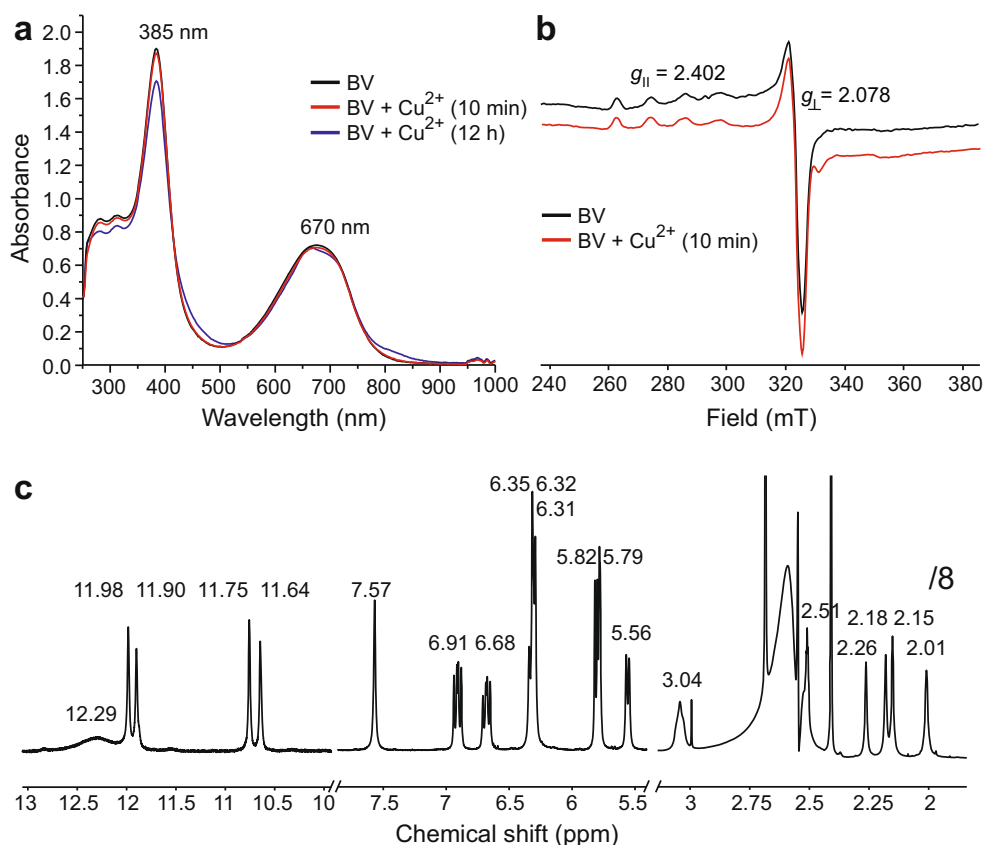 a
385 nm
BV
BV + Cu²⁺ (10 min)
BV + Cu²⁺ (12 h)
670 nm
Absorbance
2.0
1.8
1.6
1.4
1.2
1.0
0.8
0.6
0.4
0.2
0.0
300 400 500 600 700 800 900 1000
Wavelength (nm)
b
g|| = 2.402
g⊥ = 2.078
BV
BV + Cu²⁺ (10 min)
240 260 280 300 320 340 360 380
Field (mT)
c
11.98 11.90 11.75 11.64
12.29
7.57
6.91 6.68
6.35 6.32
6.31
5.82 5.79
5.56
3.04
2.51
/8
2.18 2.15
2.26 2.01
13 12.5 12 11.5 11 10.5 10 7.5 7 6.5 6 5.5 3 2.75 2.5 2.25 2
Chemical shift (ppm)